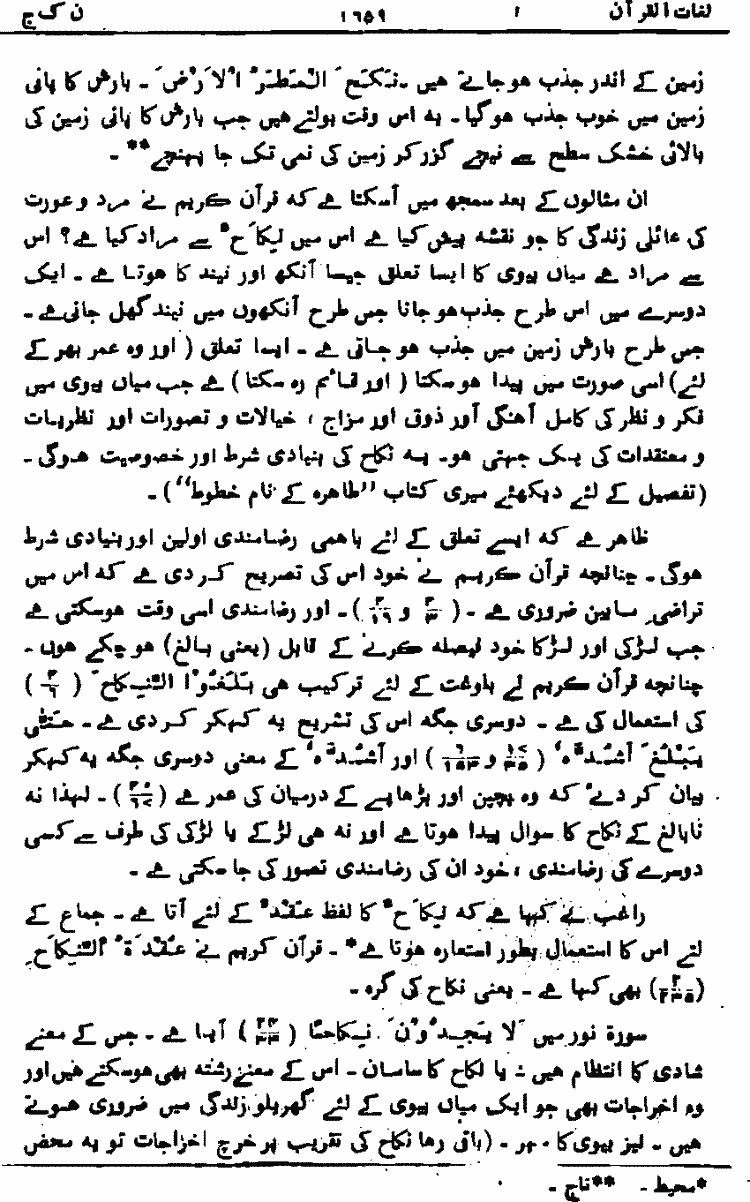 لغات القرآن ۱۶۵۹ ن ک ح
زمین کے اندر جذب ہو جاتے ہیں ۔ نَکَحَ الْمَطَرُ الْاَرْضَ ۔ بارش کا پانی
زمین میں خوب جذب ہوگیا ۔ یہ اس وقت بولتے ہیں جب بارش کا پانی زمین کی
بالائی خشک سطح سے نیچے گزر کر زمین کی نمی تک جا پہنچے** ۔
ان مثالوں کے بعد سمجھ میں آسکتا ہے کہ قرآن کریم نے مرد و عورت
کی عائلی زندگی کا جو نقشہ پیش کیا ہے اس میں نِکَاحٌ سے مراد کیا ہے؟ اس
سے مراد ہے میاں بیوی کا ایسا تعلق جیسا آنکھ اور نیند کا ہوتا ہے ۔ ایک
دوسرے میں اس طرح جذب ہو جانا جس طرح آنکھوں میں نیند گھل جاتی ہے ۔
جس طرح بارش زمین میں جذب ہو جاتی ہے ۔ ایسا تعلق ( اور وہ عمر بھر کے
لئے) اسی صورت میں پیدا ہو سکتا ( اور قائم رہ سکتا ) ہے جب میاں بیوی میں
فکر و نظر کی کامل آہنگی اور ذوق اور مزاج ، خیالات و تصورات اور نظریات
و معتقدات کی یک جہتی ہو ۔ یہ نکاح کی بنیادی شرط اور خصوصیت ہوگی ۔
(تفصیل کے لئے دیکھئے میری کتاب ’’طاہرہ کے نام خطوط‘‘) ۔
ظاہر ہے کہ ایسے تعلق کے لئے باہمی رضامندی اولین اور بنیادی شرط
ہوگی ۔ چنانچہ قرآن کریم نے خود اس کی تصریح کر دی ہے کہ اس میں
تراضیٔ مابین ضروری ہے ۔ ( و ۴/۱۹ ) ۔ اور رضامندی اسی وقت ہوسکتی ہے
جب لڑکی اور لڑکا خود فیصلہ کرنے کے قابل (یعنی بالغ) ہو چکے ہوں ۔
چنانچہ قرآن کریم نے بلوغت کے لئے ترکیب ہی بَلَغُوْا النِّکَاحَ ( ۴/۶ )
کی استعمال کی ہے ۔ دوسری جگہ اس کی تشریح یہ کہکر کر دی ہے ۔ حَتّٰی
یَبْلُغَ اَشُدَّہٗ ( ۱۷/۳۴ و ۶/۱۵۳ ) اور اَشُدَّہٗ کے معنی دوسری جگہ یہ کہکر
بیان کر دئے کہ وہ بچپن اور بڑھاپے کے درمیان کی عمر ہے ( ۴۰/۶۷ ) ۔ لہذا نہ
نابالغ کے نکاح کا سوال پیدا ہوتا ہے اور نہ ہی لڑکے یا لڑکی کی طرف سے کسی
دوسرے کی رضامندی ، خود ان کی رضامندی تصور کی جا سکتی ہے ۔
راغب نے کہا ہے کہ نِکَاحٌ کا لفظ عَقْدٌ کے لئے آتا ہے ۔ جماع کے
لئے اس کا استعمال بطور استعارہ ہوتا ہے* ۔ قرآن کریم نے عُقْدَۃُ النِّکَاحِ
(۲/۲۳۵) بھی کہا ہے ۔ یعنی نکاح کی گرہ ۔
سورۃ نور میں لَا یَجِدُوْنَ نِکَاحًا ( ۲۴/۳۳ ) آیا ہے ۔ جس کے معنے
شادی کا انتظام ہیں ۔ یا نکاح کا سامان ۔ اس کے معنے رشتہ بھی ہو سکتے ہیں اور
وہ اخراجات بھی جو ایک میاں بیوی کے لئے گھریلو زندگی میں ضروری ہوتے
ہیں ۔ نیز بیوی کا مہر ۔ (باقی رہا نکاح کی تقریب پر خرچ اخراجات تو یہ محض
*محیط ۔ **تاج ۔